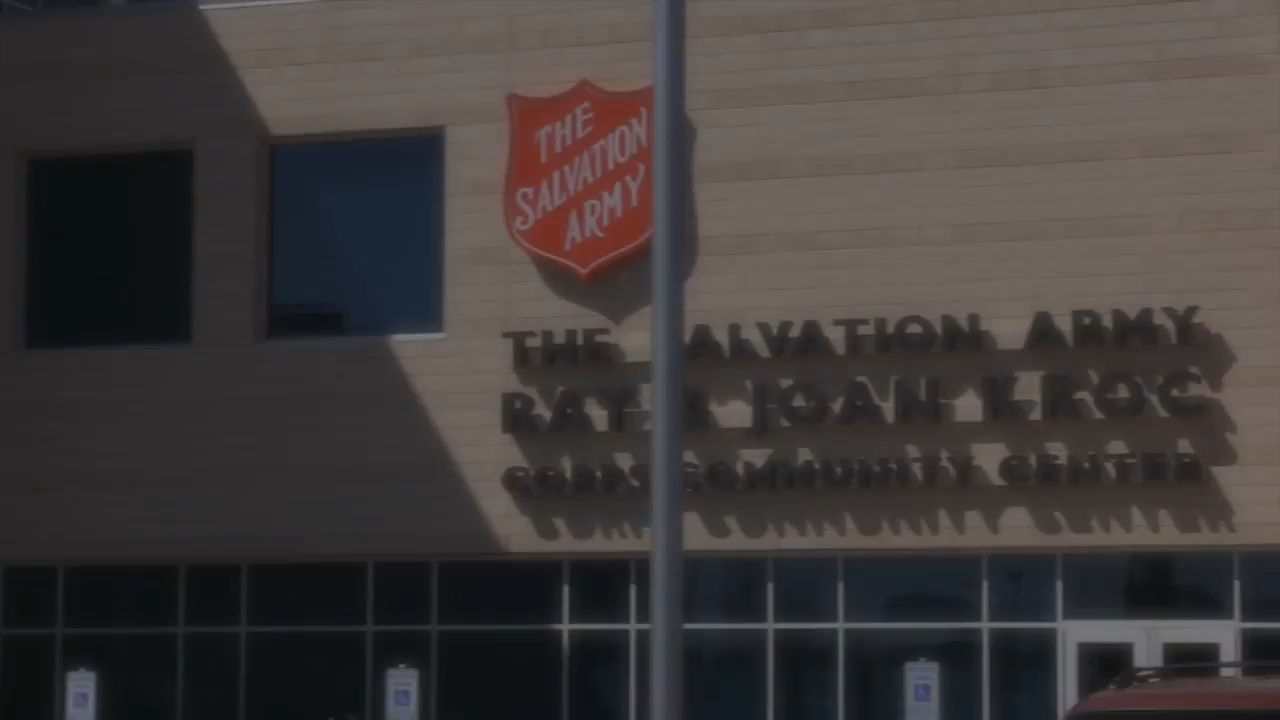 THE
SALVATION
ARMY
THE SALVATION ARMY
RAY & JOAN KROC
CORPS COMMUNITY CENTER